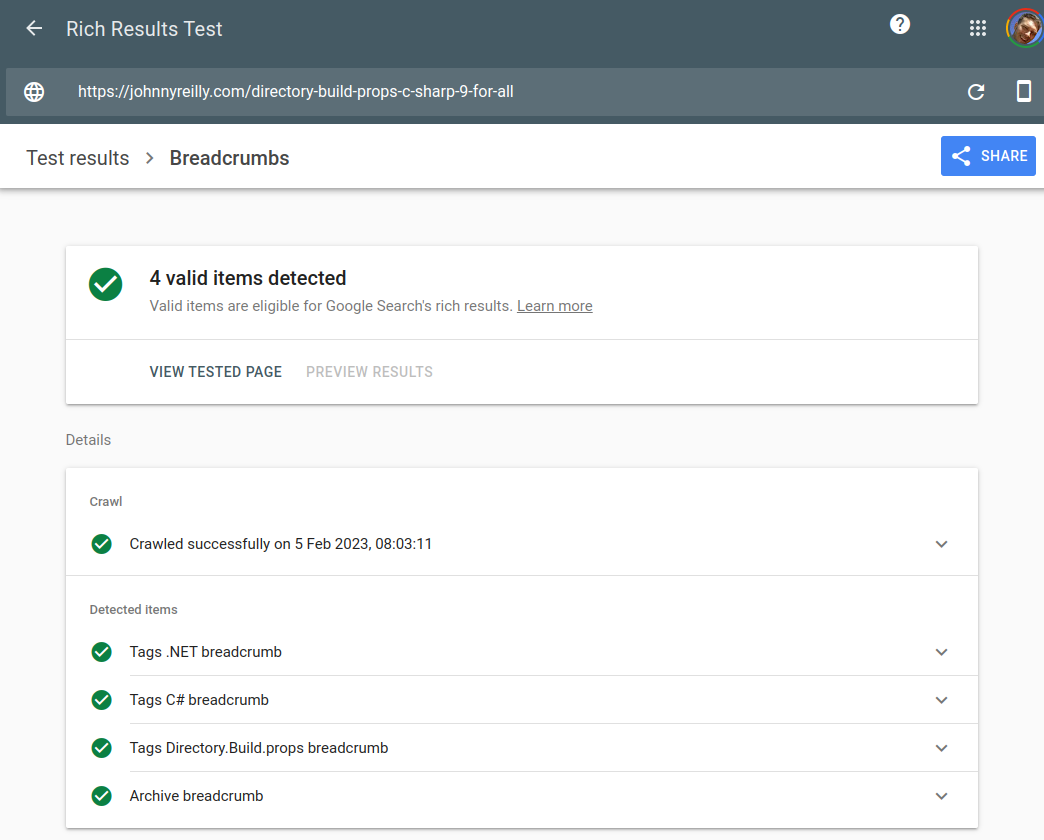 Rich Results Test
https://johnnyreilly.com/directory-build-props-c-sharp-9-for-all
Test results > Breadcrumbs
SHARE
4 valid items detected
Valid items are eligible for Google Search's rich results. Learn more
VIEW TESTED PAGE PREVIEW RESULTS
Details
Crawl
Crawled successfully on 5 Feb 2023, 08:03:11
Detected items
Tags .NET breadcrumb
Tags C# breadcrumb
Tags Directory.Build.props breadcrumb
Archive breadcrumb